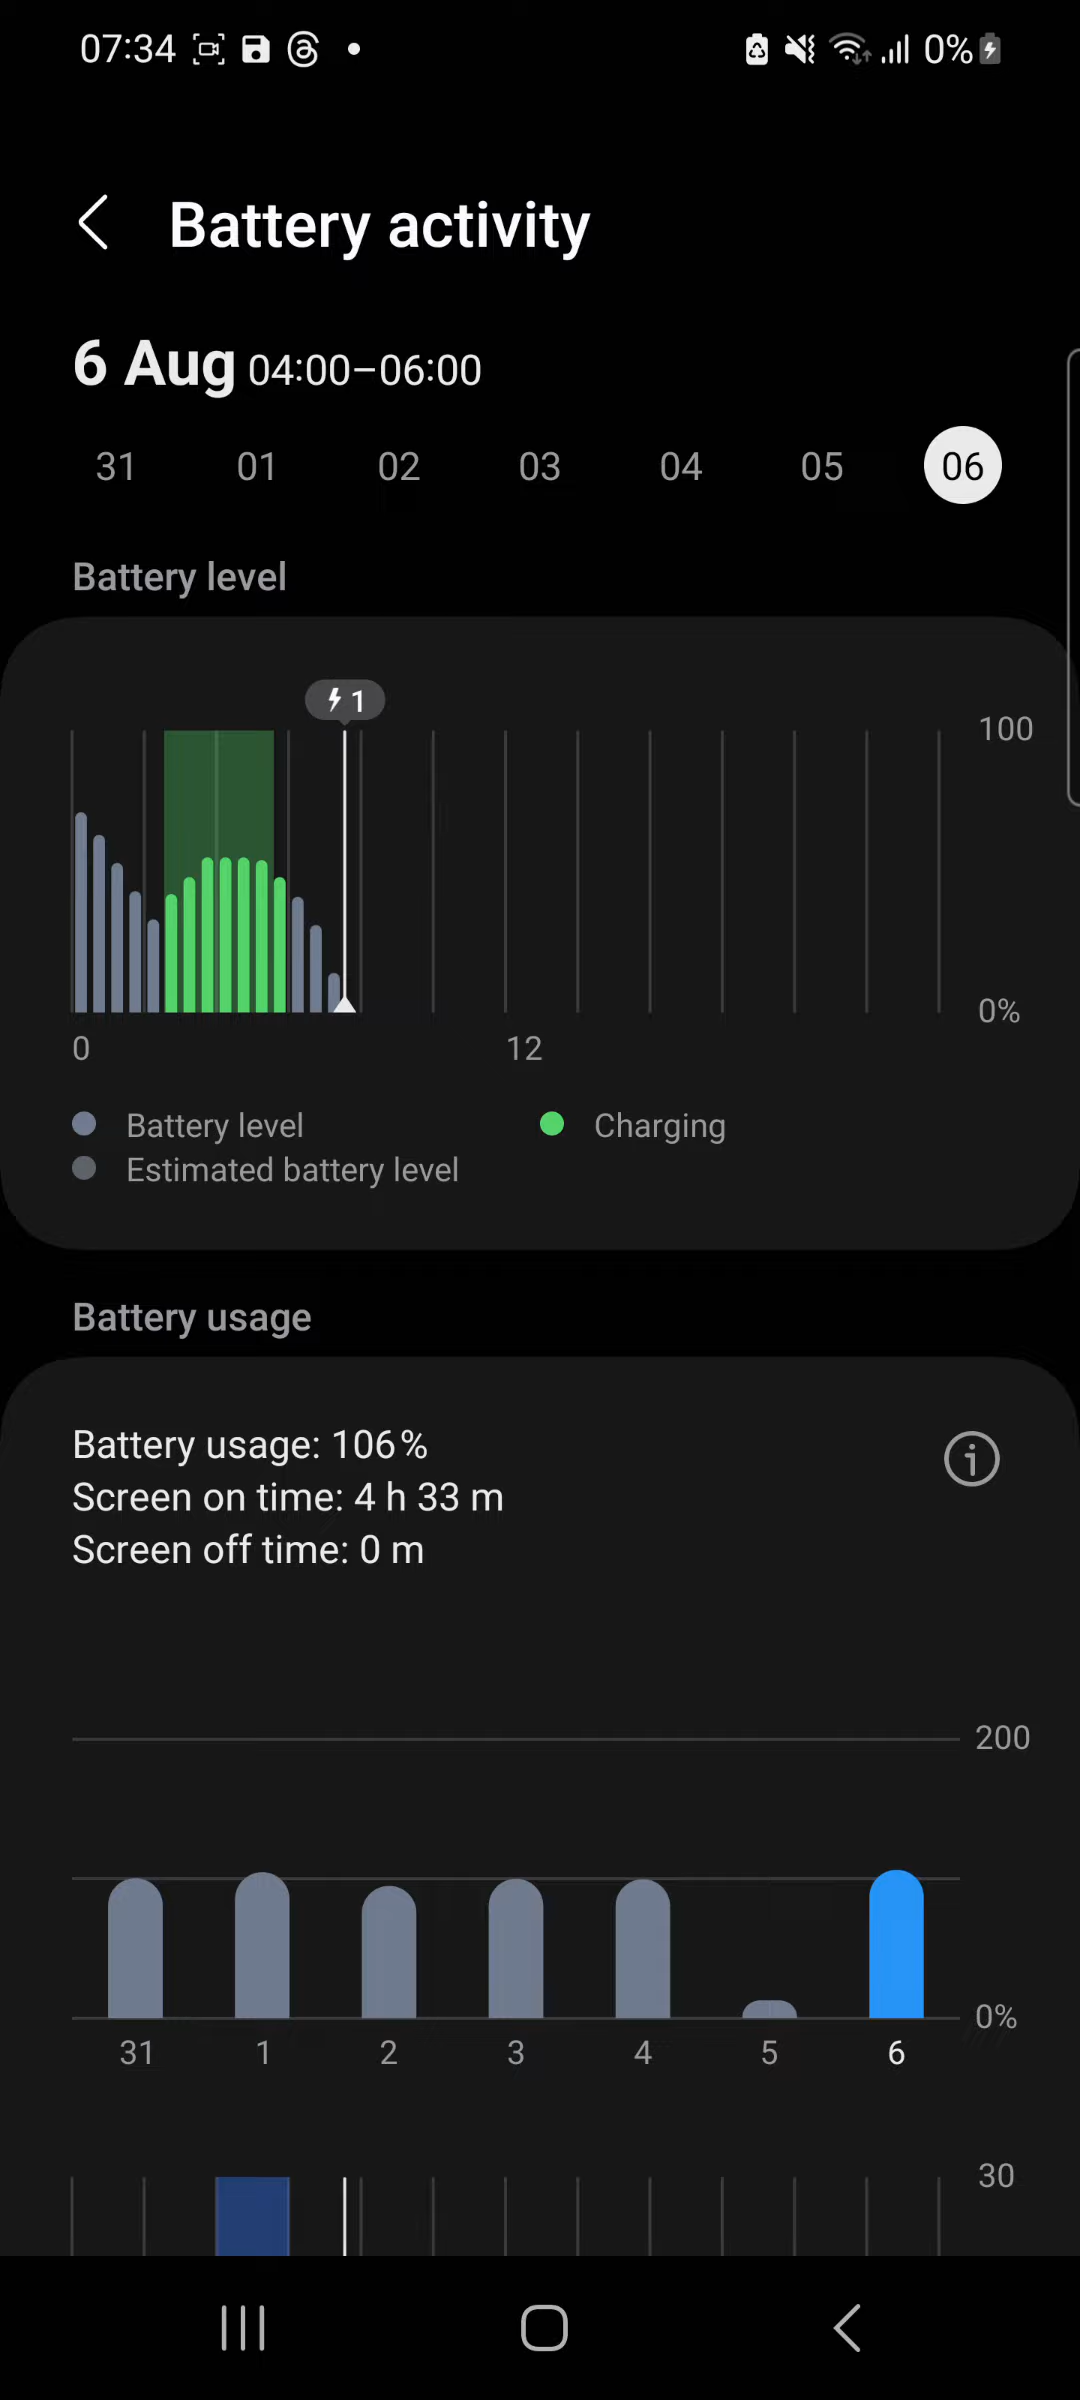 07:34 0%
Battery activity
6 Aug 04:00–06:00
31 01 02 03 04 05 06
Battery level
1
100
0%
0 12
Battery level Charging
Estimated battery level
Battery usage
Battery usage: 106%
Screen on time: 4 h 33 m
Screen off time: 0 m
200
0%
31 1 2 3 4 5 6
30